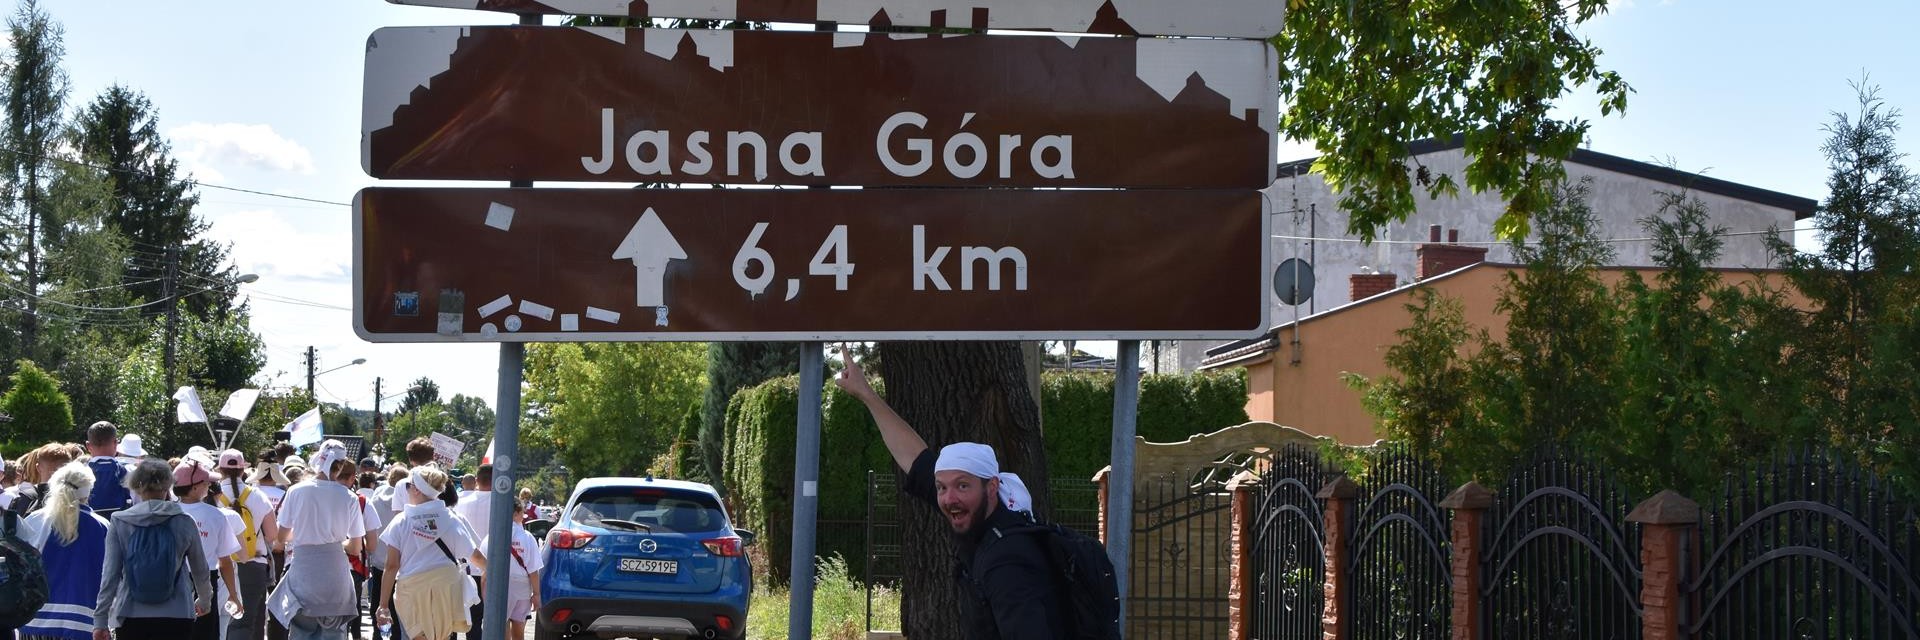 Jasna Góra
6,4 km
SCZ 5919E